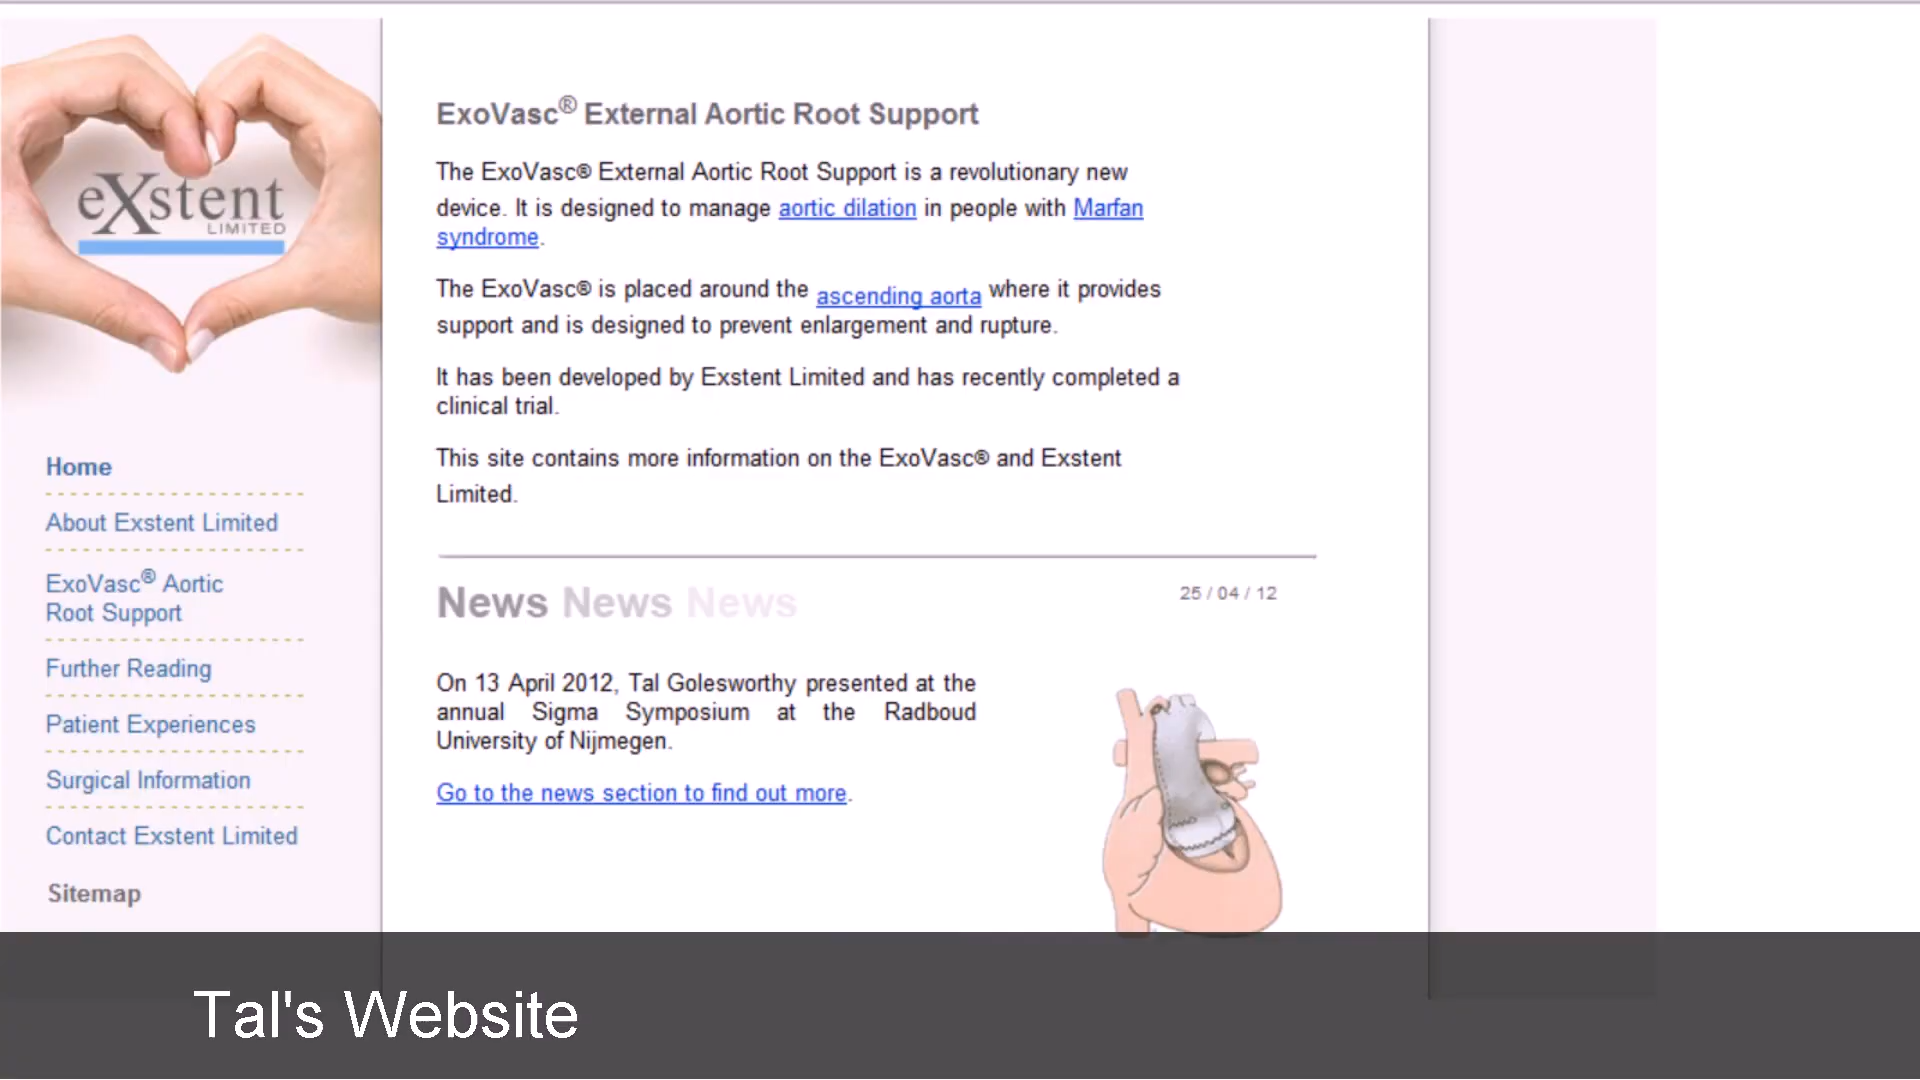 eXstent
LIMITED
Home
About Exstent Limited
ExoVasc® Aortic
Root Support
Further Reading
Patient Experiences
Surgical Information
Contact Exstent Limited
Sitemap
ExoVasc® External Aortic Root Support
The ExoVasc® External Aortic Root Support is a revolutionary new
device. It is designed to manage aortic dilation in people with Marfan
syndrome.
The ExoVasc® is placed around the ascending aorta where it provides
support and is designed to prevent enlargement and rupture.
It has been developed by Exstent Limited and has recently completed a
clinical trial.
This site contains more information on the ExoVasc® and Exstent
Limited.
News News News
25 / 04 / 12
On 13 April 2012, Tal Golesworthy presented at the
annual Sigma Symposium at the Radboud
University of Nijmegen.
Go to the news section to find out more.
Tal's Website